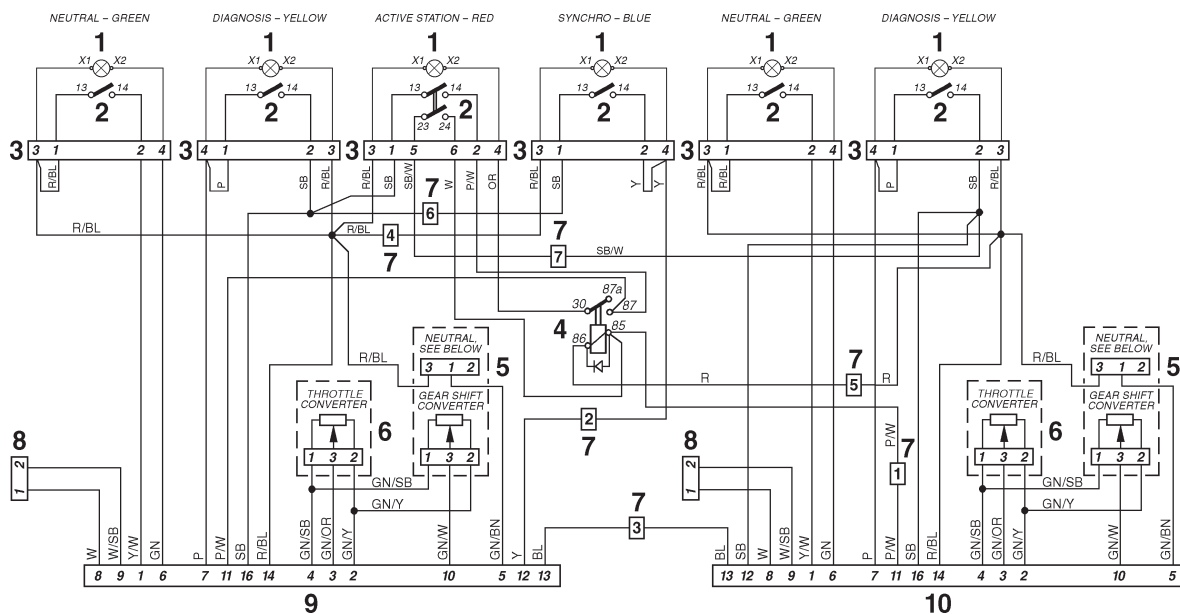 NEUTRAL – GREEN DIAGNOSIS – YELLOW ACTIVE STATION – RED SYNCHRO – BLUE NEUTRAL – GREEN DIAGNOSIS – YELLOW
1 1 1 1 1 1
X1 X2 X1 X2 X1 X2 X1 X2 X1 X2 X1 X2
13 14 13 14 13 14 13 14 13 14 13 14
2 2 2 2 2 2
23 24
3 3 1 2 4 3 4 1 2 3 3 3 1 5 6 2 4 3 3 1 2 4 3 3 1 2 4 3 4 1 2 3
R/BL P SB R/BL R/BL SB SB/W W P/W OR R/BL SB Y Y R/BL R/BL P SB R/BL
7
6
R/BL R/BL 4 7
7 SB/W
7
87a
30 87
4 86 85
NEUTRAL, SEE BELOW
3 1 2
5
R/BL
R 7 R
5
R/BL
NEUTRAL, SEE BELOW
3 1 2
5
THROTTLE CONVERTER
1 3 2
6
GEAR SHIFT CONVERTER
1 3 2
2
7
P/W
7
1
THROTTLE CONVERTER
1 3 2
6
GEAR SHIFT CONVERTER
1 3 2
8 8
2 2
1 1
GN/SB GN/SB
GN/Y GN/Y
7
3
W W/SB Y/W GN P P/W SB R/BL GN/SB GN/OR GN/Y GN/W GN/BN Y BL
BL SB W W/SB Y/W GN P P/W SB R/BL GN/SB GN/OR GN/Y GN/W GN/BN
8 9 1 6 7 11 16 14 4 3 2 10 5 12 13
13 12 8 9 1 6 7 11 16 14 4 3 2 10 5
9 10